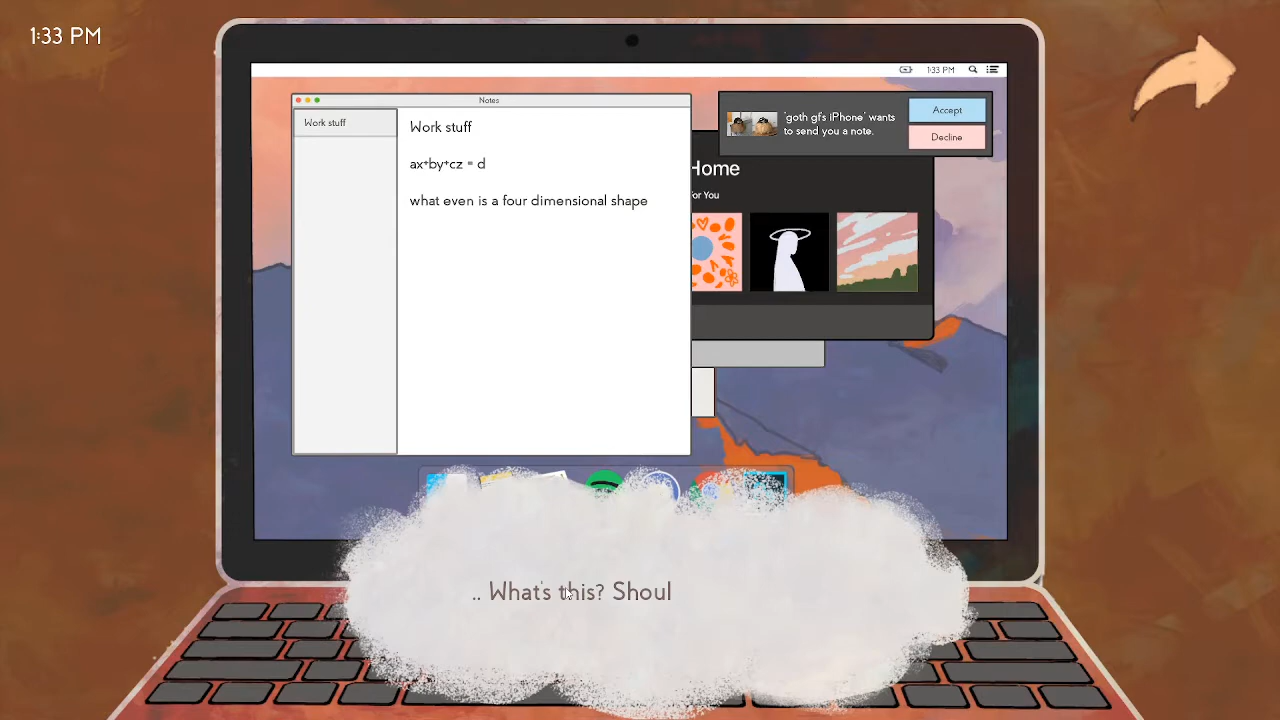 1:33 PM
1:33 PM
Notes
Work stuff
Work stuff
ax+by+cz = d
what even is a four dimensional shape
'goth gfs iPhone' wants
to send you a note.
Accept
Decline
Home
For You
.. What's this? Shoul